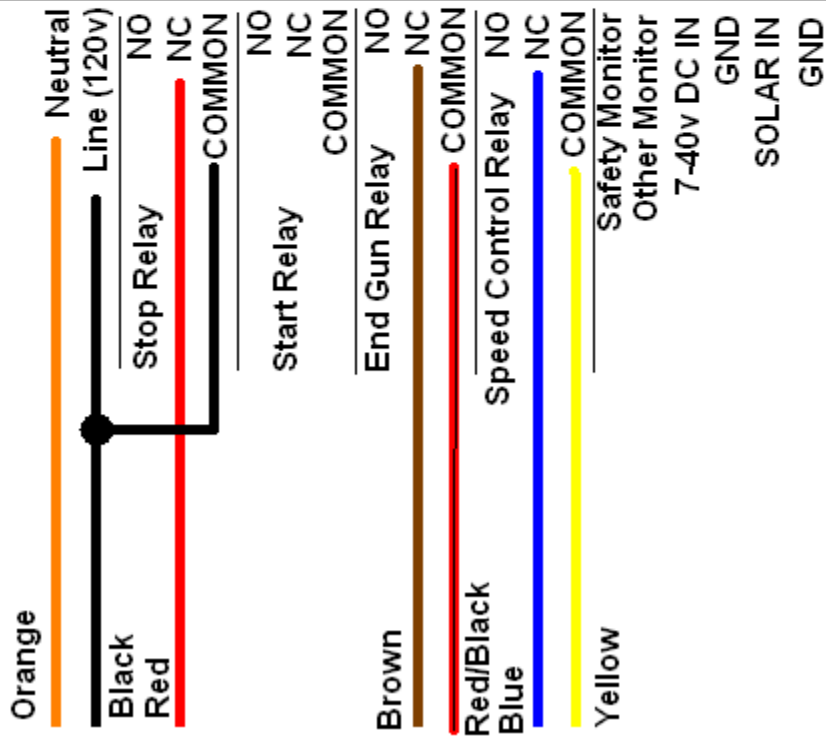 Neutral
Line (120v)
NO
NC
COMMON
Stop Relay
NO
NC
COMMON
Start Relay
NO
NC
COMMON
End Gun Relay
NO
NC
COMMON
Speed Control Relay
Safety Monitor
Other Monitor
7-40v DC IN
GND
SOLAR IN
GND
Orange
Black
Red
Brown
Red/Black
Blue
Yellow